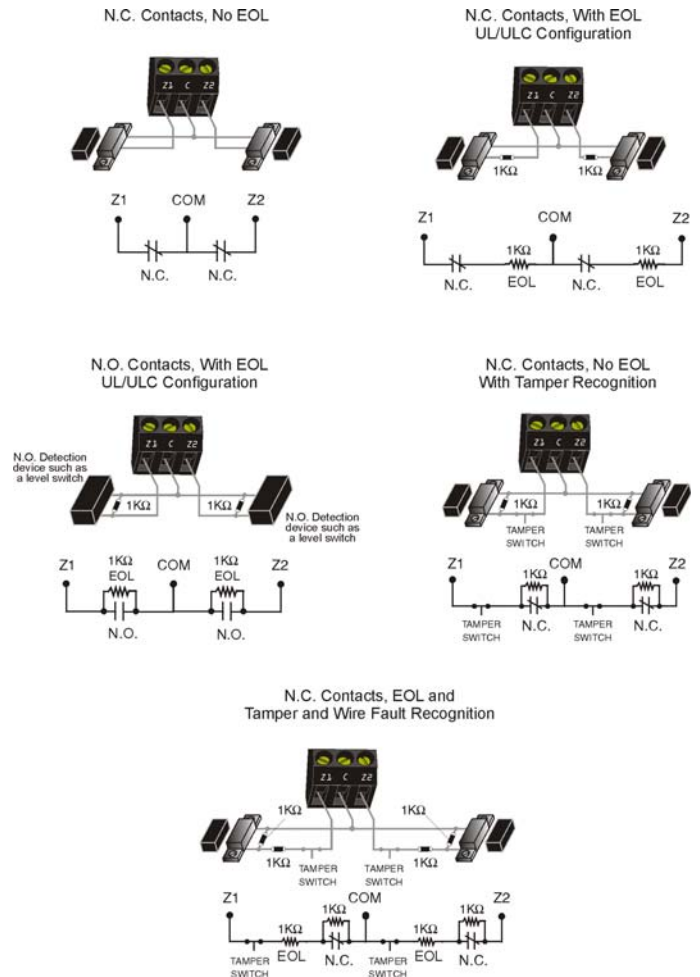 N.C. Contacts, No EOL
Z1 C Z2
Z1 COM Z2
N.C. N.C.
N.C. Contacts, With EOL
UL/ULC Configuration
Z1 C Z2
1KΩ 1KΩ
Z1 COM Z2
1KΩ 1KΩ
N.C. EOL N.C. EOL
N.O. Contacts, With EOL
UL/ULC Configuration
Z1 C Z2
N.O. Detection
device such as
a level switch
1KΩ 1KΩ
N.O. Detection
device such as
a level switch
Z1 COM Z2
1KΩ 1KΩ
EOL EOL
N.O. N.O.
N.C. Contacts, No EOL
With Tamper Recognition
Z1 C Z2
1KΩ 1KΩ
TAMPER TAMPER
SWITCH SWITCH
Z1 COM Z2
1KΩ 1KΩ
TAMPER N.C. TAMPER N.C.
SWITCH SWITCH
N.C. Contacts, EOL and
Tamper and Wire Fault Recognition
Z1 C Z2
1KΩ 1KΩ
1KΩ TAMPER TAMPER 1KΩ
SWITCH SWITCH
Z1 COM Z2
1KΩ 1KΩ 1KΩ 1KΩ
EOL N.C. EOL N.C.
TAMPER TAMPER
SWITCH SWITCH